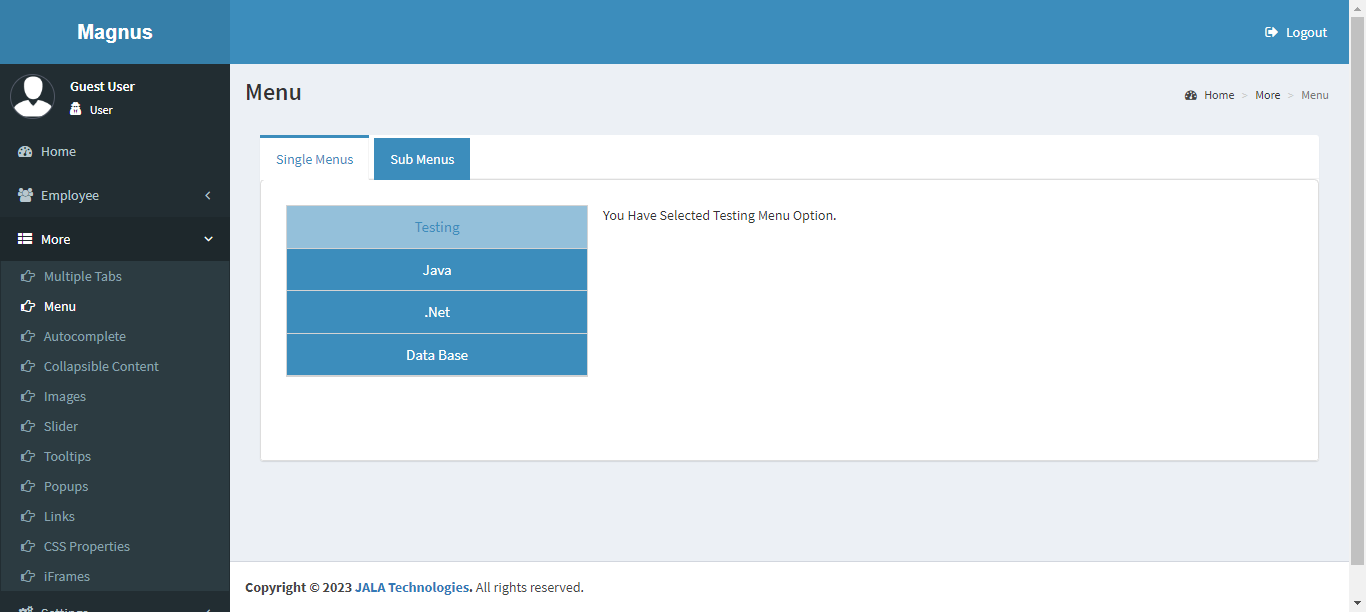 Magnus
Logout
Guest User
User
Home
Employee
More
Multiple Tabs
Menu
Autocomplete
Collapsible Content
Images
Slider
Tooltips
Popups
Links
CSS Properties
iFrames
Settings
Menu
Home > More > Menu
Single Menus
Sub Menus
Testing
Java
.Net
Data Base
You Have Selected Testing Menu Option.
Copyright © 2023 JALA Technologies. All rights reserved.